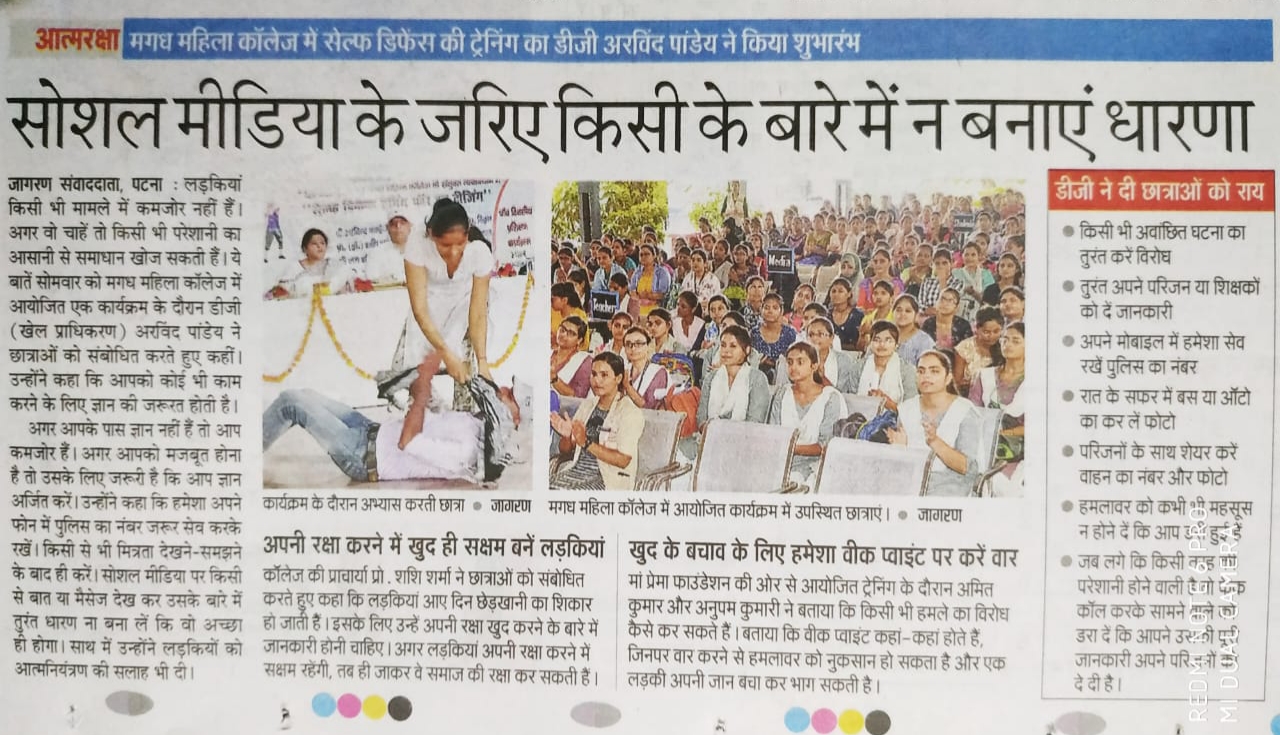 आत्मरक्षा
मगध महिला कॉलेज में सेल्फ डिफेंस की ट्रेनिंग का डीजी अरविंद पांडेय ने किया शुभारंभ
सोशल मीडिया के जरिए किसी के बारे में न बनाएं धारणा
जागरण संवाददाता, पटना : लड़कियां
किसी भी मामले में कमजोर नहीं हैं।
अगर वो चाहें तो किसी भी परेशानी का
आसानी से समाधान खोज सकती हैं। ये
बातें सोमवार को मगध महिला कॉलेज में
आयोजित एक कार्यक्रम के दौरान डीजी
(खेल प्राधिकरण) अरविंद पांडेय ने
छात्राओं को संबोधित करते हुए कहीं।
उन्होंने कहा कि आपको कोई भी काम
करने के लिए ज्ञान की जरूरत होती है।
अगर आपके पास ज्ञान नहीं हैं तो आप
कमजोर हैं। अगर आपको मजबूत होना
है तो उसके लिए जरूरी है कि आप ज्ञान
अर्जित करें। उन्होंने कहा कि हमेशा अपने
फोन में पुलिस का नंबर जरूर सेव करके
रखें। किसी से भी मित्रता देखने-समझने
के बाद ही करें। सोशल मीडिया पर किसी
से बात या मैसेज देख कर उसके बारे में
तुरंत धारण ना बना लें कि वो अच्छा
ही होगा। साथ में उन्होंने लड़कियों को
आत्मनियंत्रण की सलाह भी दी।
Teacher
Media
कार्यक्रम के दौरान अभ्यास करती छात्रा ● जागरण
मगध महिला कॉलेज में आयोजित कार्यक्रम में उपस्थित छात्राएं। ● जागरण
अपनी रक्षा करने में खुद ही सक्षम बनें लड़कियां
कॉलेज की प्राचार्या प्रो. शशि शर्मा ने छात्राओं को संबोधित
करते हुए कहा कि लड़कियां आए दिन छेड़खानी का शिकार
हो जाती हैं। इसके लिए उन्हें अपनी रक्षा खुद करने के बारे में
जानकारी होनी चाहिए। अगर लड़कियां अपनी रक्षा करने में
सक्षम रहेंगी, तब ही जाकर वे समाज की रक्षा कर सकती हैं।
खुद के बचाव के लिए हमेशा वीक प्वाइंट पर करें वार
मां प्रेमा फाउंडेशन की ओर से आयोजित ट्रेनिंग के दौरान अमित
कुमार और अनुपम कुमारी ने बताया कि किसी भी हमले का विरोध
कैसे कर सकते हैं। बताया कि वीक प्वाइंट कहां-कहां होते हैं,
जिनपर वार करने से हमलावर को नुकसान हो सकता है और एक
लड़की अपनी जान बचा कर भाग सकती है।
डीजी ने दी छात्राओं को राय
● किसी भी अवांछित घटना का
तुरंत करें विरोध
● तुरंत अपने परिजन या शिक्षकों
को दें जानकारी
● अपने मोबाइल में हमेशा सेव
रखें पुलिस का नंबर
● रात के सफर में बस या ऑटो
का कर लें फोटो
● परिजनों के साथ शेयर करें
वाहन का नंबर और फोटो
● हमलावर को कभी भी महसूस
न होने दें कि आप डरी हुई हैं
● जब लगे कि किसी तरह की
परेशानी होने वाली है तो फेक
कॉल करके सामने वाले को
डरा दें कि आपने उसकी पूरी
जानकारी अपने परिजनों को
दे दी है।
REDMI NOTE 6 PRO
MI DUAL CAMERA